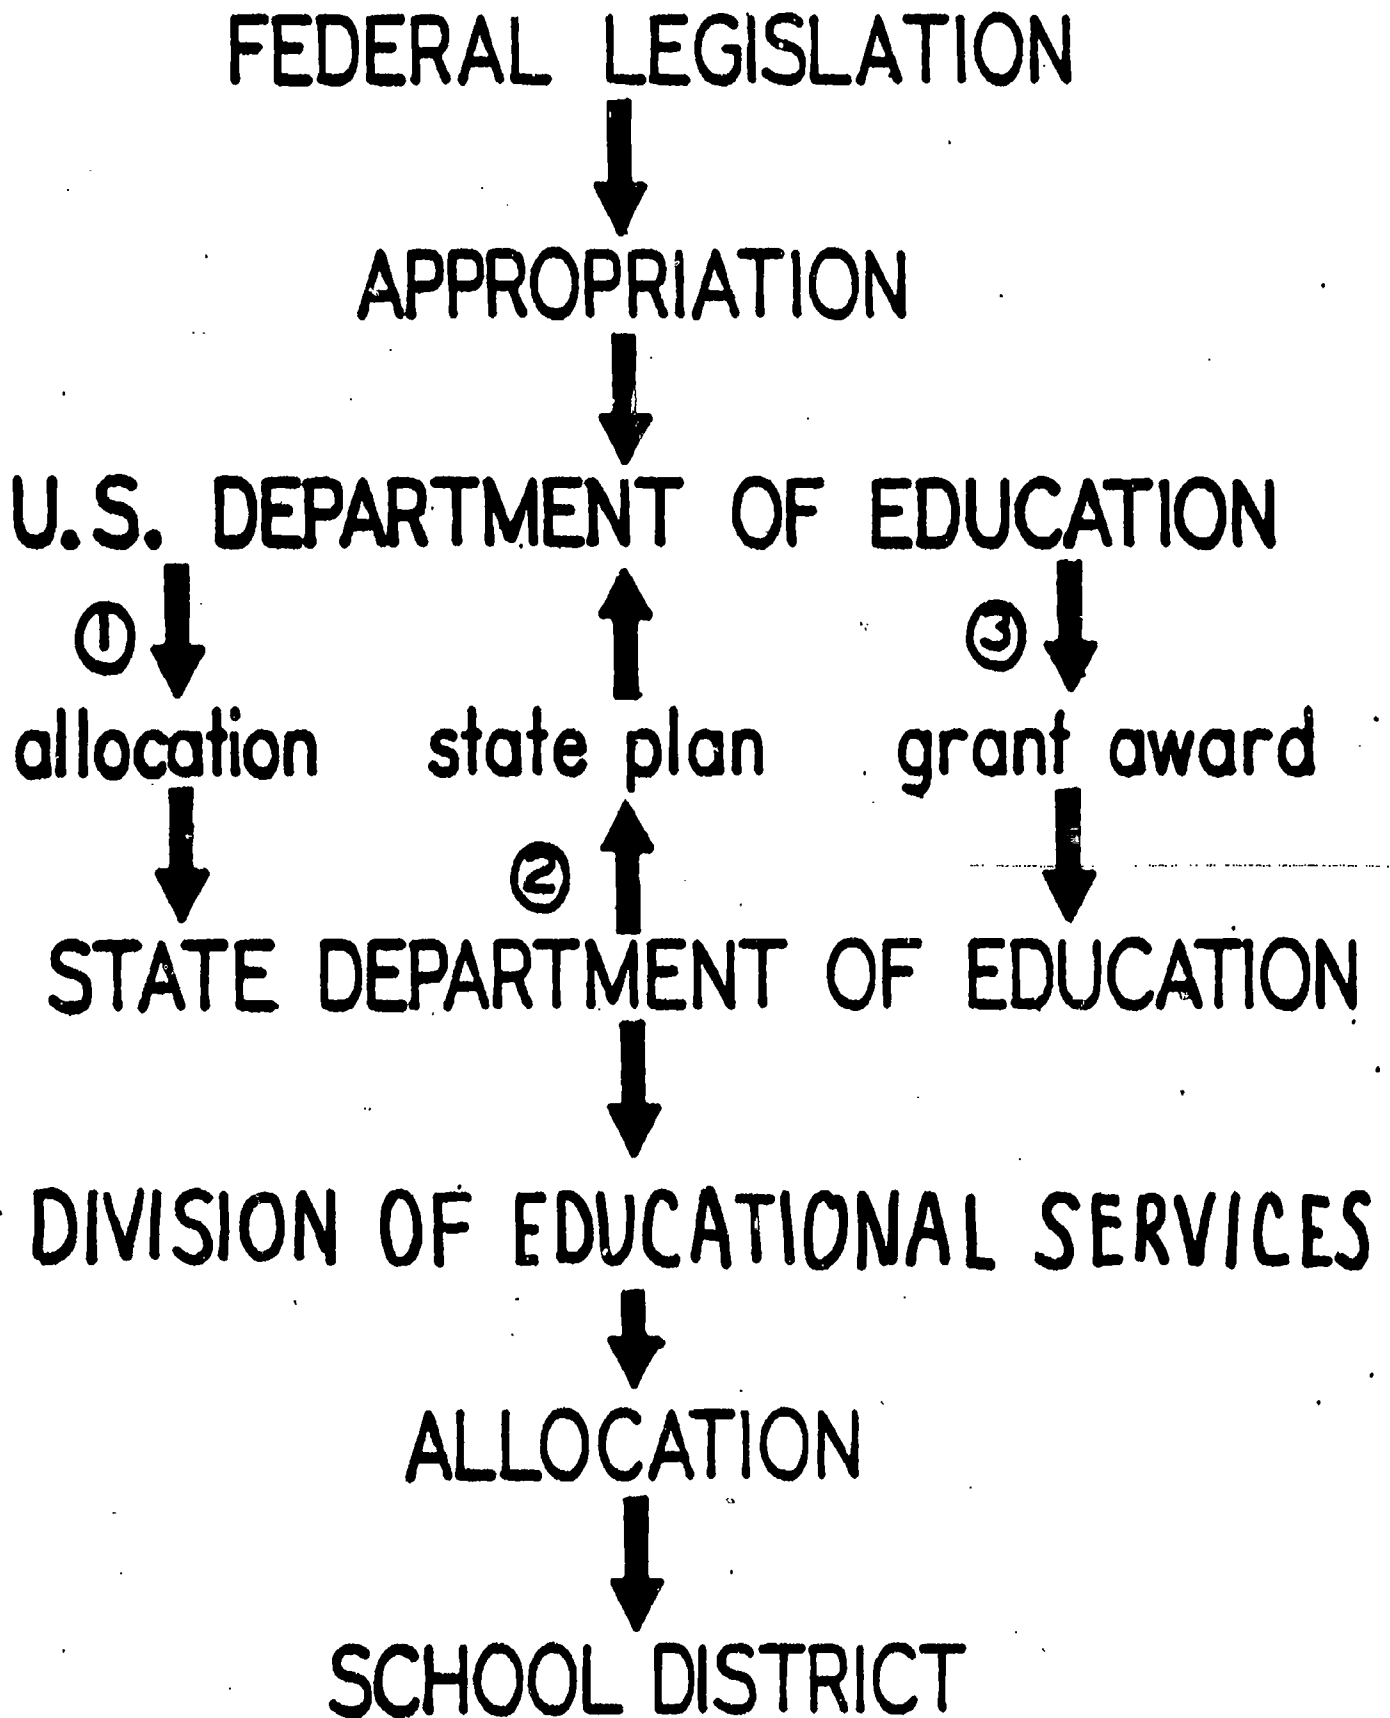 FEDERAL LEGISLATION
APPROPRIATION
U.S. DEPARTMENT OF EDUCATION
① ③
allocation state plan grant award
②
STATE DEPARTMENT OF EDUCATION
DIVISION OF EDUCATIONAL SERVICES
ALLOCATION
SCHOOL DISTRICT